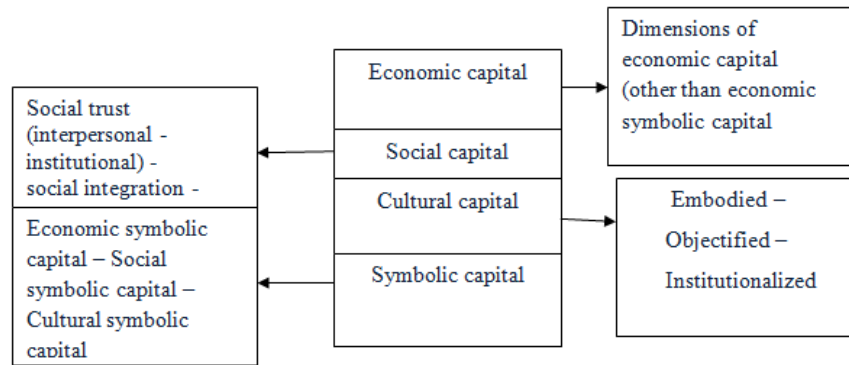 Economic capital
Social capital
Cultural capital
Symbolic capital
Dimensions of
economic capital
(other than economic
symbolic capital
Social trust
(interpersonal -
institutional) -
social integration -
Economic symbolic
capital – Social
symbolic capital –
Cultural symbolic
capital
Embodied –
Objectified –
Institutionalized